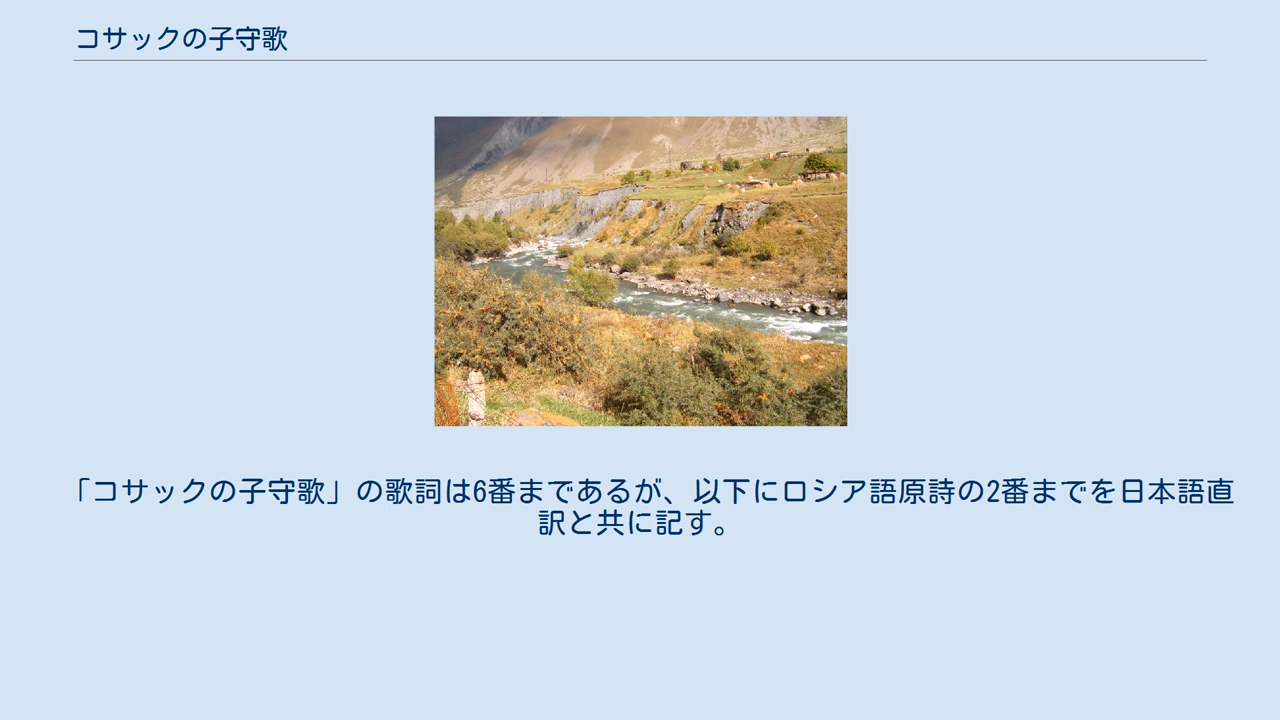 コサックの子守歌
「コサックの子守歌」の歌詞は6番まであるが、以下にロシア語原詩の2番までを日本語直
訳と共に記す。